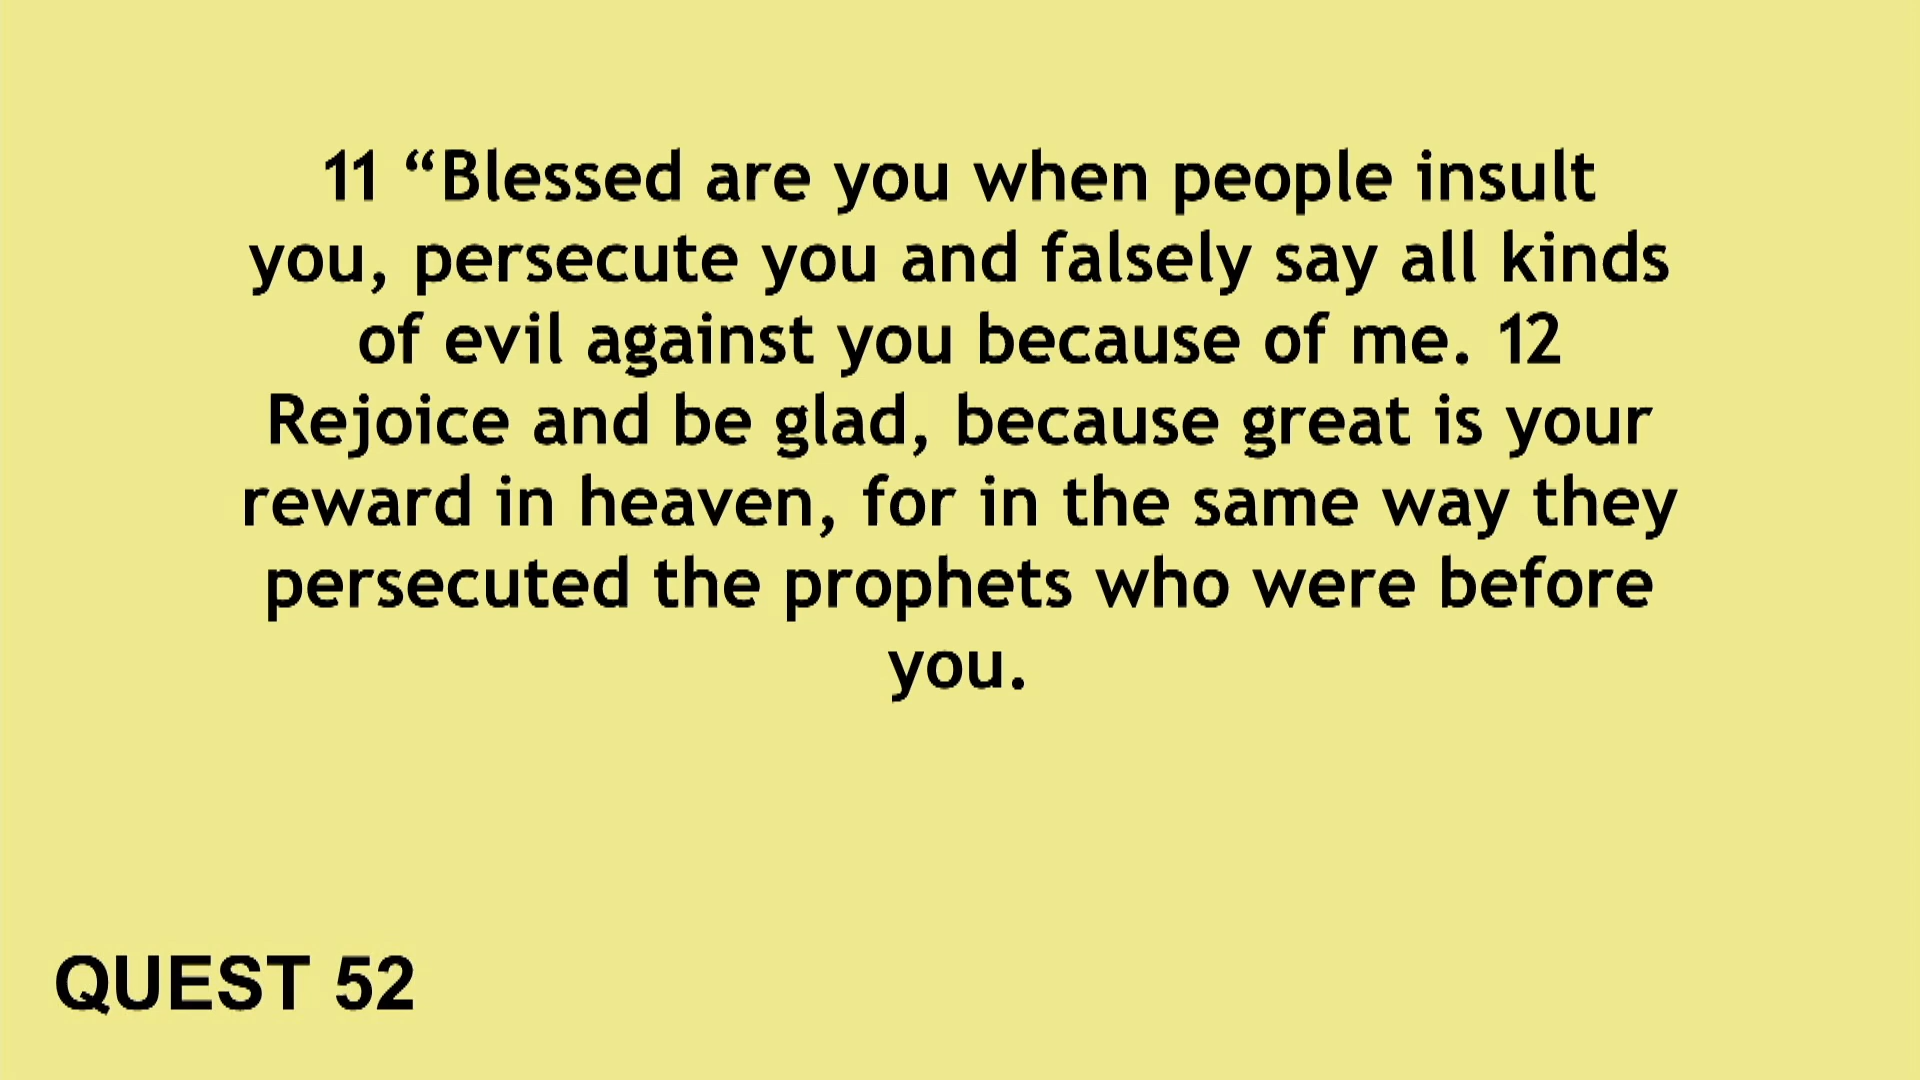 11 “Blessed are you when people insult
you, persecute you and falsely say all kinds
of evil against you because of me. 12
Rejoice and be glad, because great is your
reward in heaven, for in the same way they
persecuted the prophets who were before
you.
QUEST 52